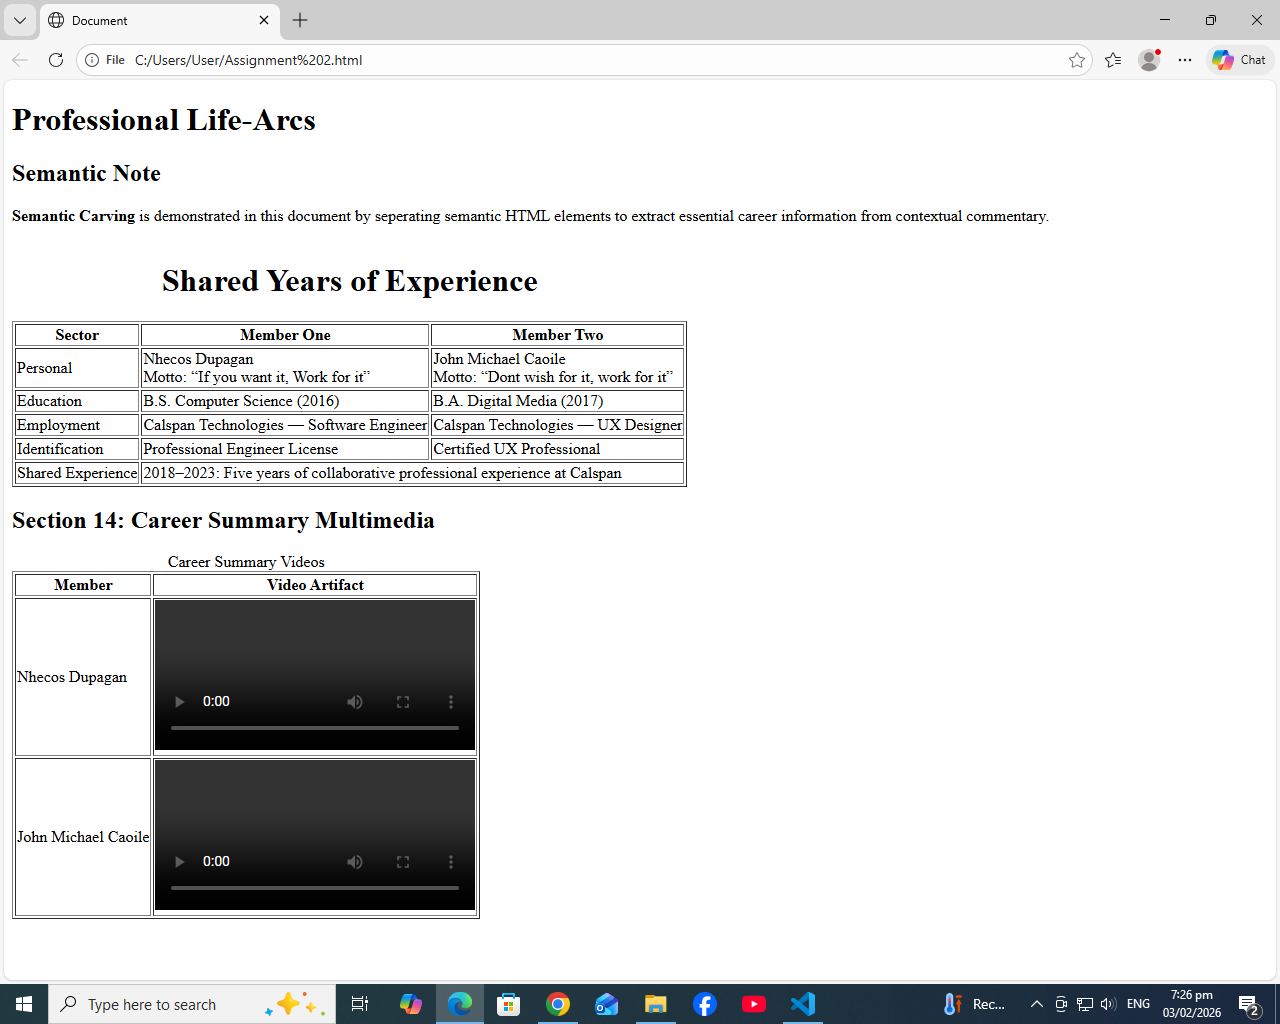 Document
File C:/Users/User/Assignment%202.html
Chat
Professional Life-Arcs
Semantic Note
Semantic Carving is demonstrated in this document by seperating semantic HTML elements to extract essential career information from contextual commentary.
Shared Years of Experience
Sector Member One Member Two
Personal
Nhecos Dupagan
Motto: “If you want it, Work for it”
John Michael Caoile
Motto: “Dont wish for it, work for it”
Education B.S. Computer Science (2016) B.A. Digital Media (2017)
Employment Calspan Technologies — Software Engineer Calspan Technologies — UX Designer
Identification Professional Engineer License Certified UX Professional
Shared Experience 2018–2023: Five years of collaborative professional experience at Calspan
Section 14: Career Summary Multimedia
Career Summary Videos
Member Video Artifact
Nhecos Dupagan
0:00
John Michael Caoile
0:00
Type here to search
Rec...
ENG
7:26 pm
03/02/2026
2